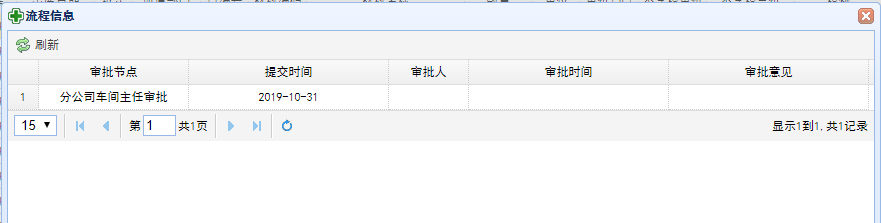 流程信息
刷新
审批节点 提交时间 审批人 审批时间 审批意见
1 分公司车间主任审批 2019-10-31
15 第 1 共1页 显示1到1,共1记录